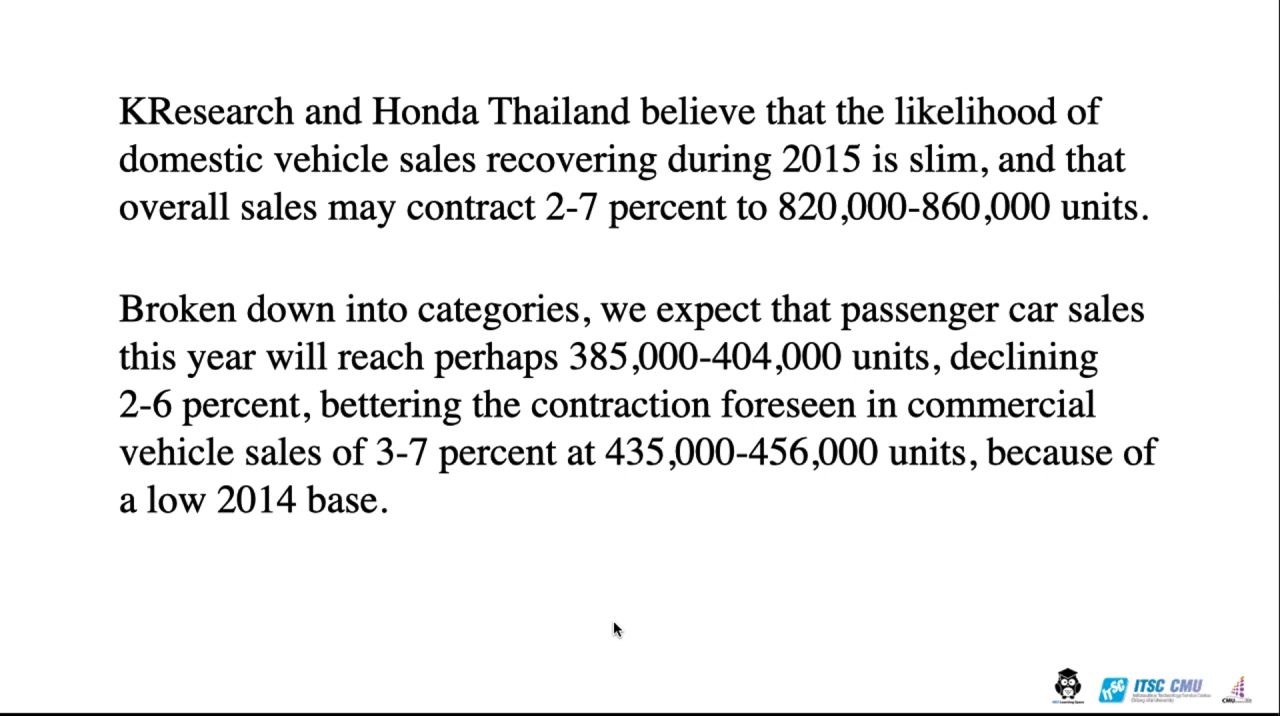 KResearch and Honda Thailand believe that the likelihood of
domestic vehicle sales recovering during 2015 is slim, and that
overall sales may contract 2-7 percent to 820,000-860,000 units.
Broken down into categories, we expect that passenger car sales
this year will reach perhaps 385,000-404,000 units, declining
2-6 percent, bettering the contraction foreseen in commercial
vehicle sales of 3-7 percent at 435,000-456,000 units, because of
a low 2014 base.
ITSC CMU